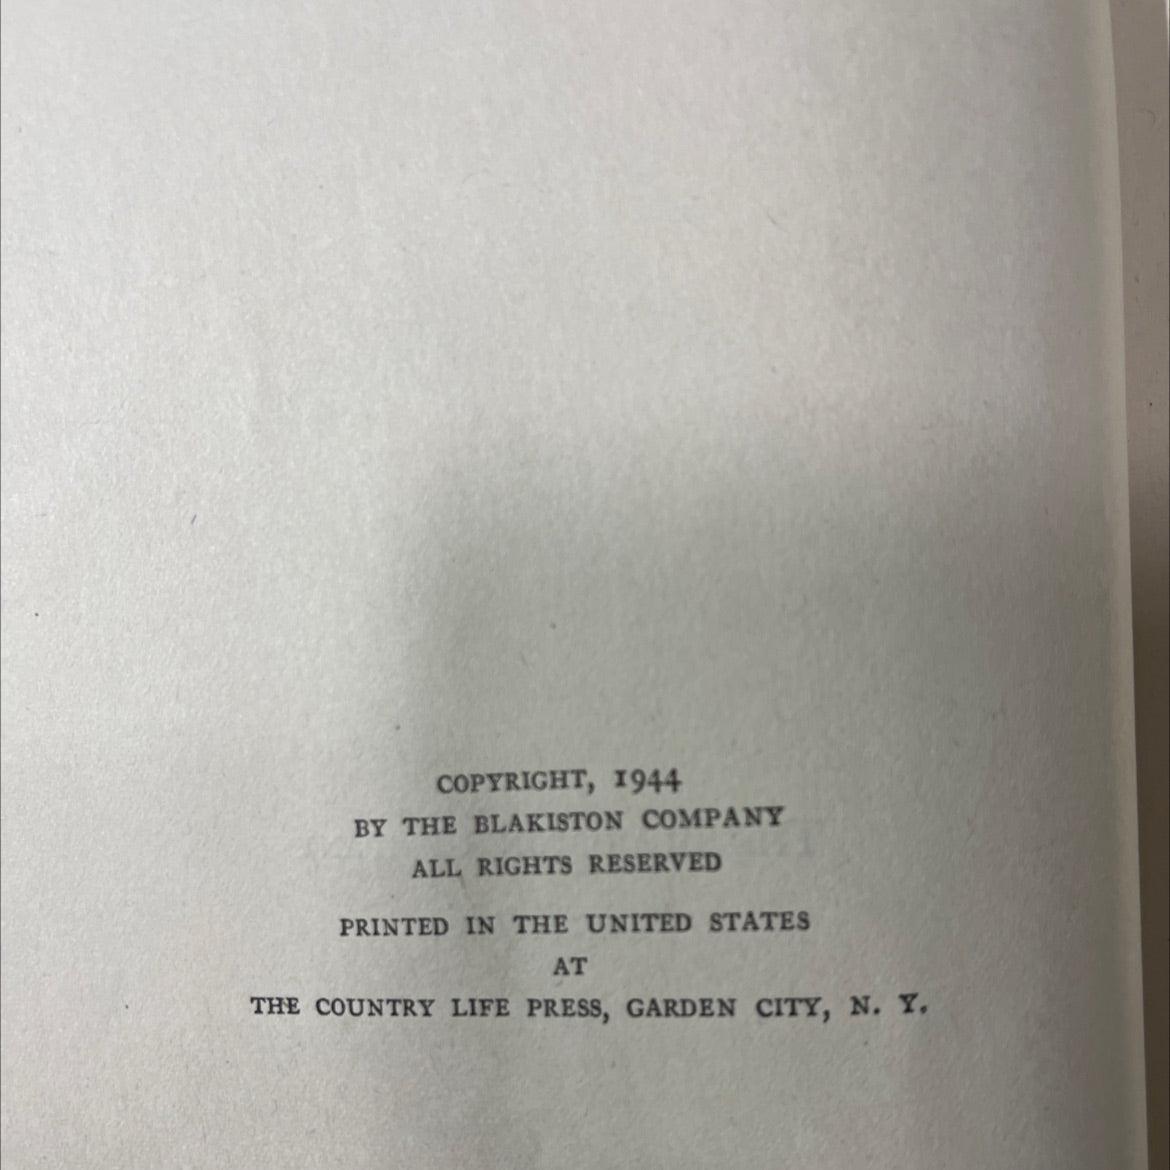 COPYRIGHT, 1944
BY THE BLAKISTON COMPANY
ALL RIGHTS RESERVED
PRINTED IN THE UNITED STATES
AT
THE COUNTRY LIFE PRESS, GARDEN CITY, N. Y.